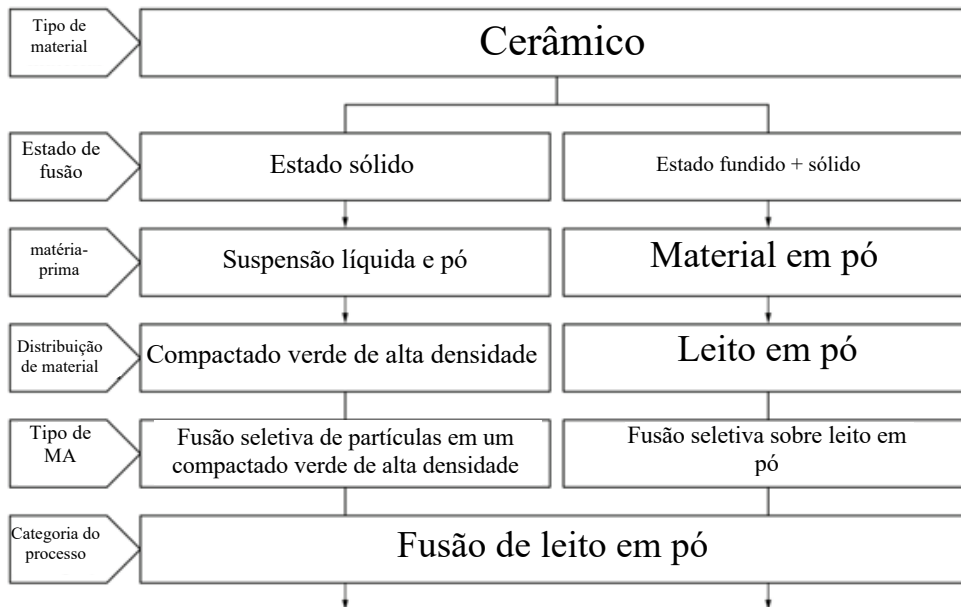 Tipo de
material
Cerâmico
Estado de
fusão
Estado sólido
Estado fundido + sólido
matéria-
prima
Suspensão líquida e pó
Material em pó
Distribuição
de material
Compactado verde de alta densidade
Leito em pó
Tipo de
MA
Fusão seletiva de partículas em um
compactado verde de alta densidade
Fusão seletiva sobre leito em
pó
Categoria do
processo
Fusão de leito em pó